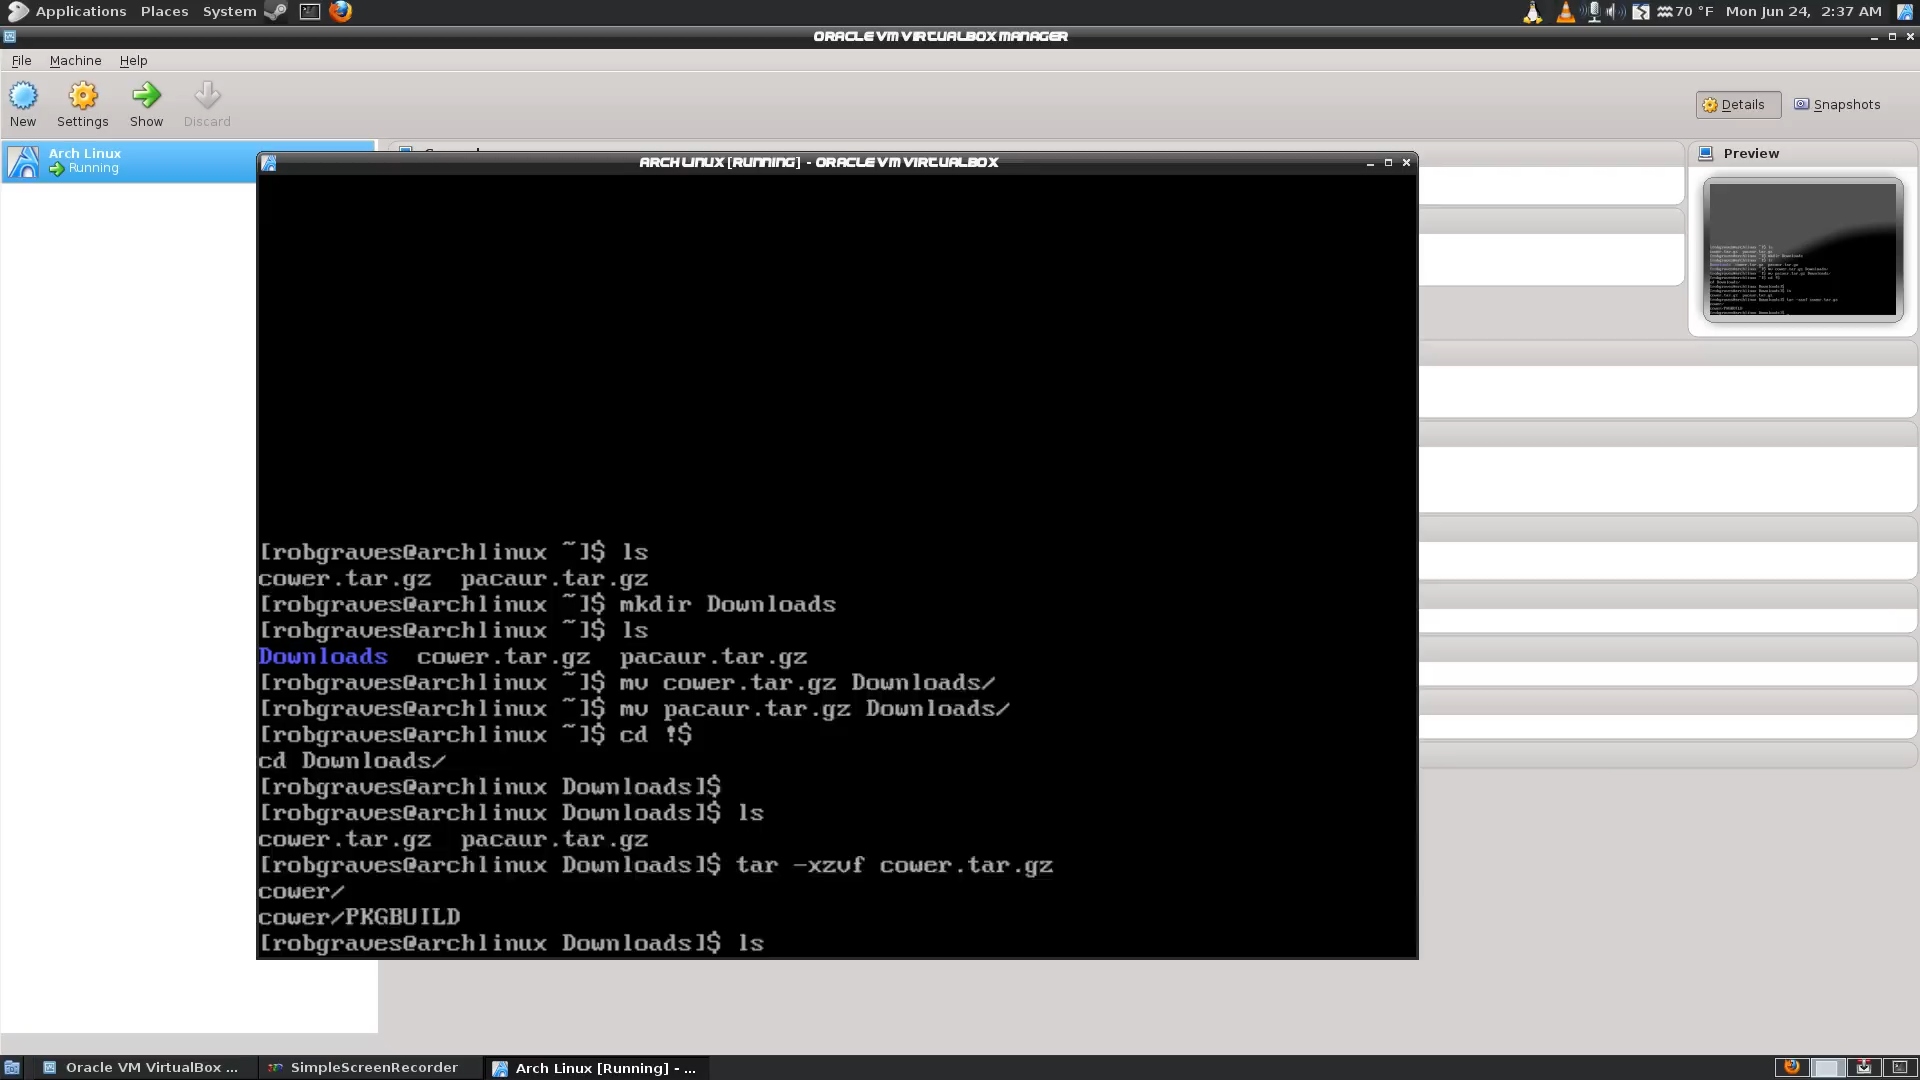 Applications Places System
70 °F Mon Jun 24, 2:37 AM
ORACLE VM VIRTUALBOX MANAGER
File Machine Help
New Settings Show Discard
Details Snapshots
Arch Linux
Running
Preview
ARCH LINUX [RUNNING] - ORACLE VM VIRTUALBOX
[robgraves@archlinux ~]$ ls
cower.tar.gz pacaur.tar.gz
[robgraves@archlinux ~]$ mkdir Downloads
[robgraves@archlinux ~]$ ls
Downloads cower.tar.gz pacaur.tar.gz
[robgraves@archlinux ~]$ mv cower.tar.gz Downloads/
[robgraves@archlinux ~]$ mv pacaur.tar.gz Downloads/
[robgraves@archlinux ~]$ cd !$
cd Downloads/
[robgraves@archlinux Downloads]$
[robgraves@archlinux Downloads]$ ls
cower.tar.gz pacaur.tar.gz
[robgraves@archlinux Downloads]$ tar -xzvf cower.tar.gz
cower/
cower/PKGBUILD
[robgraves@archlinux Downloads]$ ls
Oracle VM VirtualBox ... SimpleScreenRecorder Arch Linux [Running] - ...